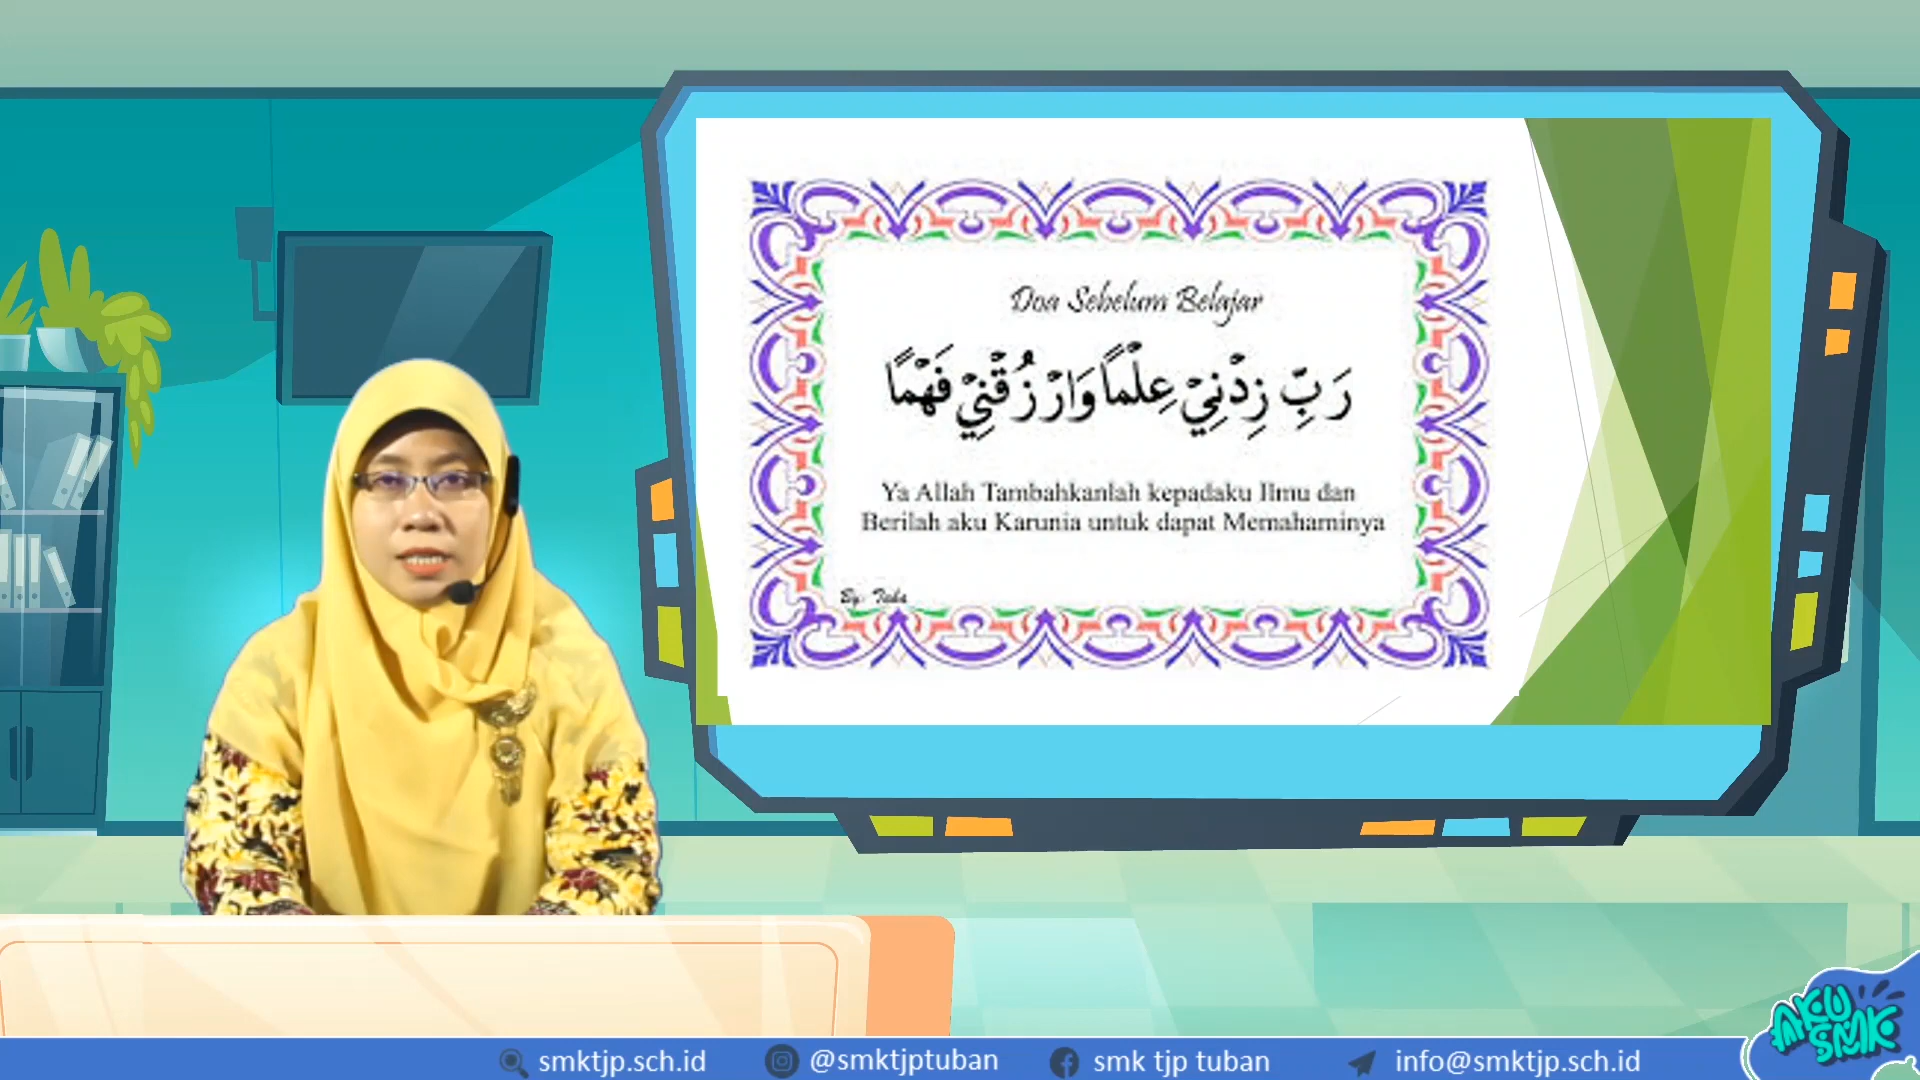 Doa Sebelum Belajar
رَبِّ زِدْنِيْ عِلْمًا وَارْزُقْنِيْ فَهْمًا
Ya Allah Tambahkanlah kepadaku Ilmu dan
Berilah aku Karunia untuk dapat Memahaminya
By: Tada
AKU
SMK
smktjp.sch.id @smktjptuban smk tjp tuban info@smktjp.sch.id